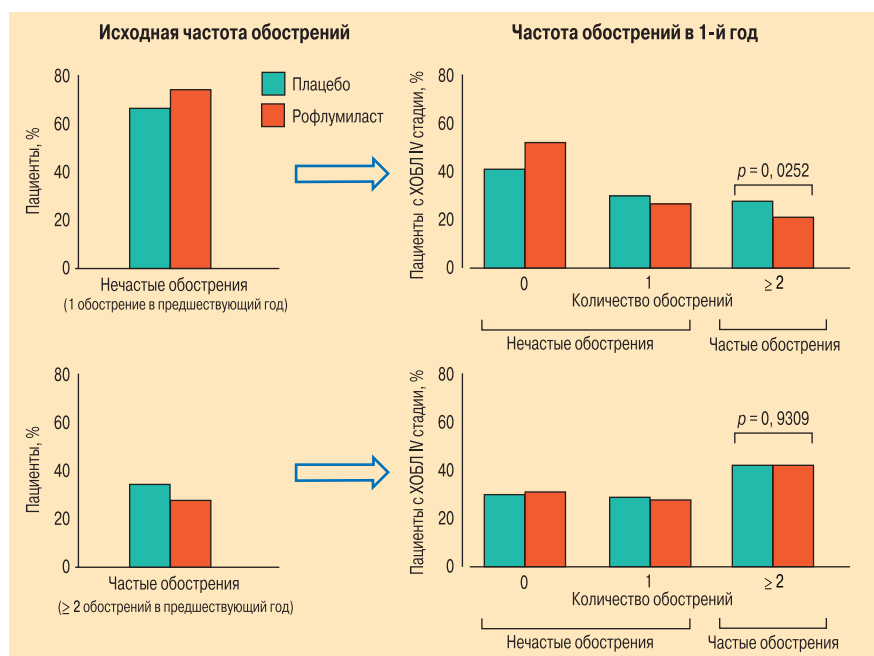 Исходная частота обострений
Частота обострений в 1-й год
Плацебо
Рофлумиласт
Пациенты, %
80
60
40
20
0
Нечастые обострения
(1 обострение в предшествующий год)
Пациенты с ХОБЛ IV стадии, %
80
60
40
20
0
p = 0, 0252
0
1
≥ 2
Количество обострений
Нечастые обострения
Частые обострения
Пациенты, %
80
60
40
20
0
Частые обострения
(≥ 2 обострений в предшествующий год)
Пациенты с ХОБЛ IV стадии, %
80
60
40
20
0
p = 0, 9309
0
1
≥ 2
Количество обострений
Нечастые обострения
Частые обострения